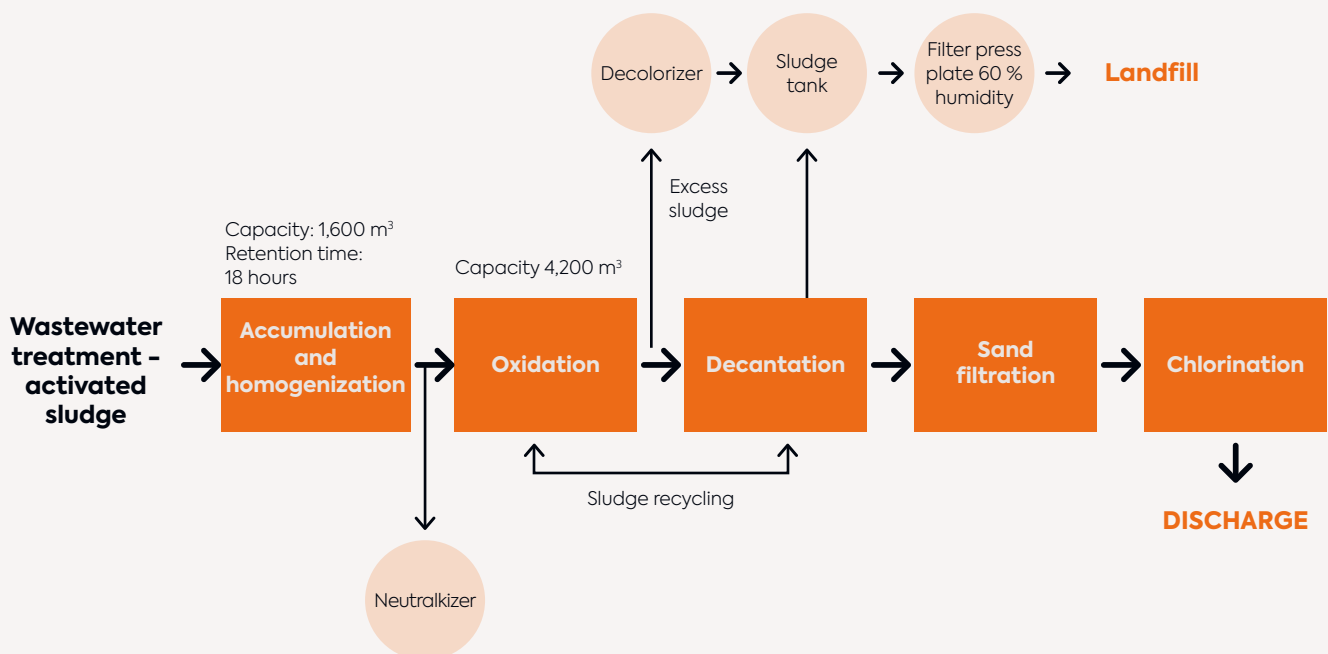 Decolorizer
Sludge
tank
Filter press
plate 60 %
humidity
Landfill
Excess
sludge
Capacity: 1,600 m³
Retention time:
18 hours
Capacity 4,200 m³
Wastewater
treatment -
activated
sludge
Accumulation
and
homogenization
Oxidation
Decantation
Sand
filtration
Chlorination
Sludge recycling
DISCHARGE
Neutralkizer